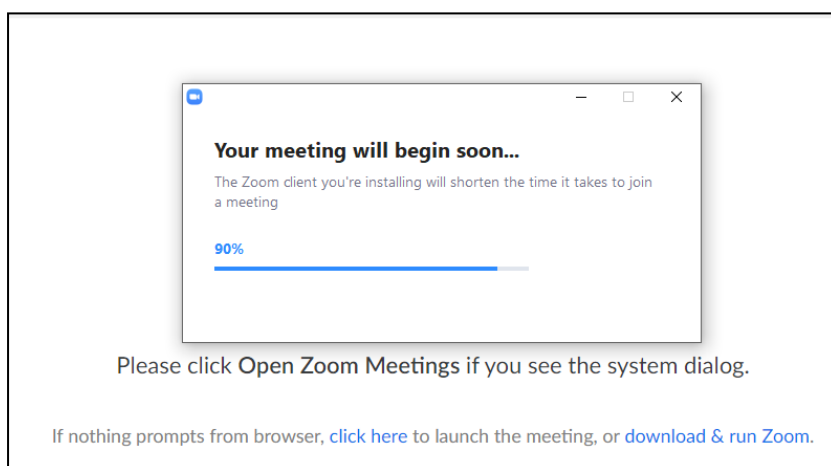 Your meeting will begin soon...
The Zoom client you're installing will shorten the time it takes to join
a meeting
90%
Please click Open Zoom Meetings if you see the system dialog.
If nothing prompts from browser, click here to launch the meeting, or download & run Zoom.